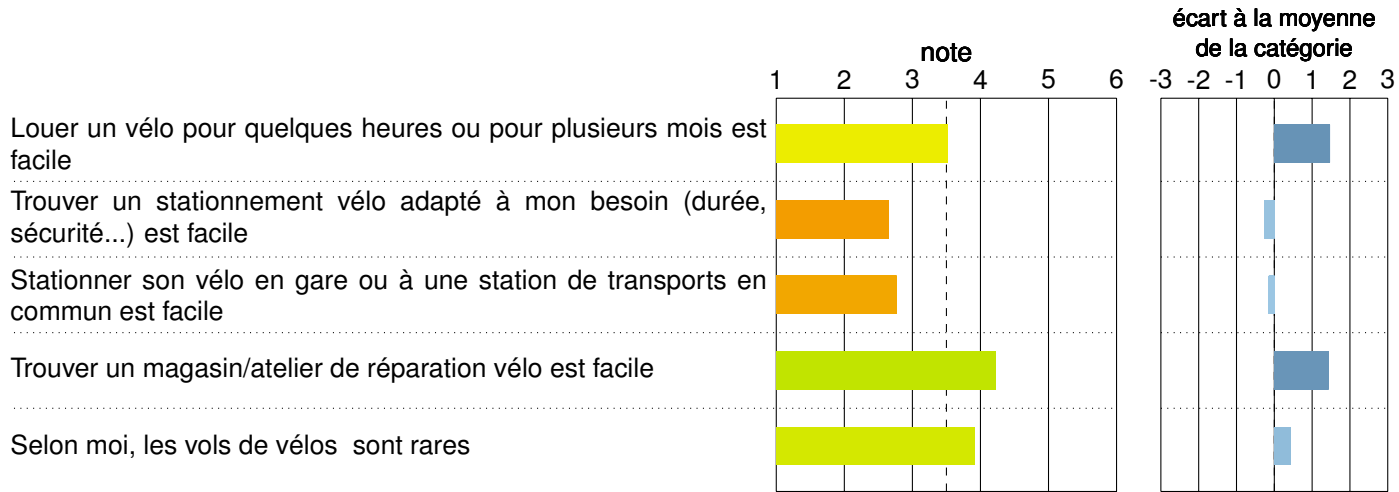 écart à la moyenne
note de la catégorie
1 2 3 4 5 6 -3 -2 -1 0 1 2 3
Louer un vélo pour quelques heures ou pour plusieurs mois est
facile
Trouver un stationnement vélo adapté à mon besoin (durée,
sécurité...) est facile
Stationner son vélo en gare ou à une station de transports en
commun est facile
Trouver un magasin/atelier de réparation vélo est facile
Selon moi, les vols de vélos sont rares